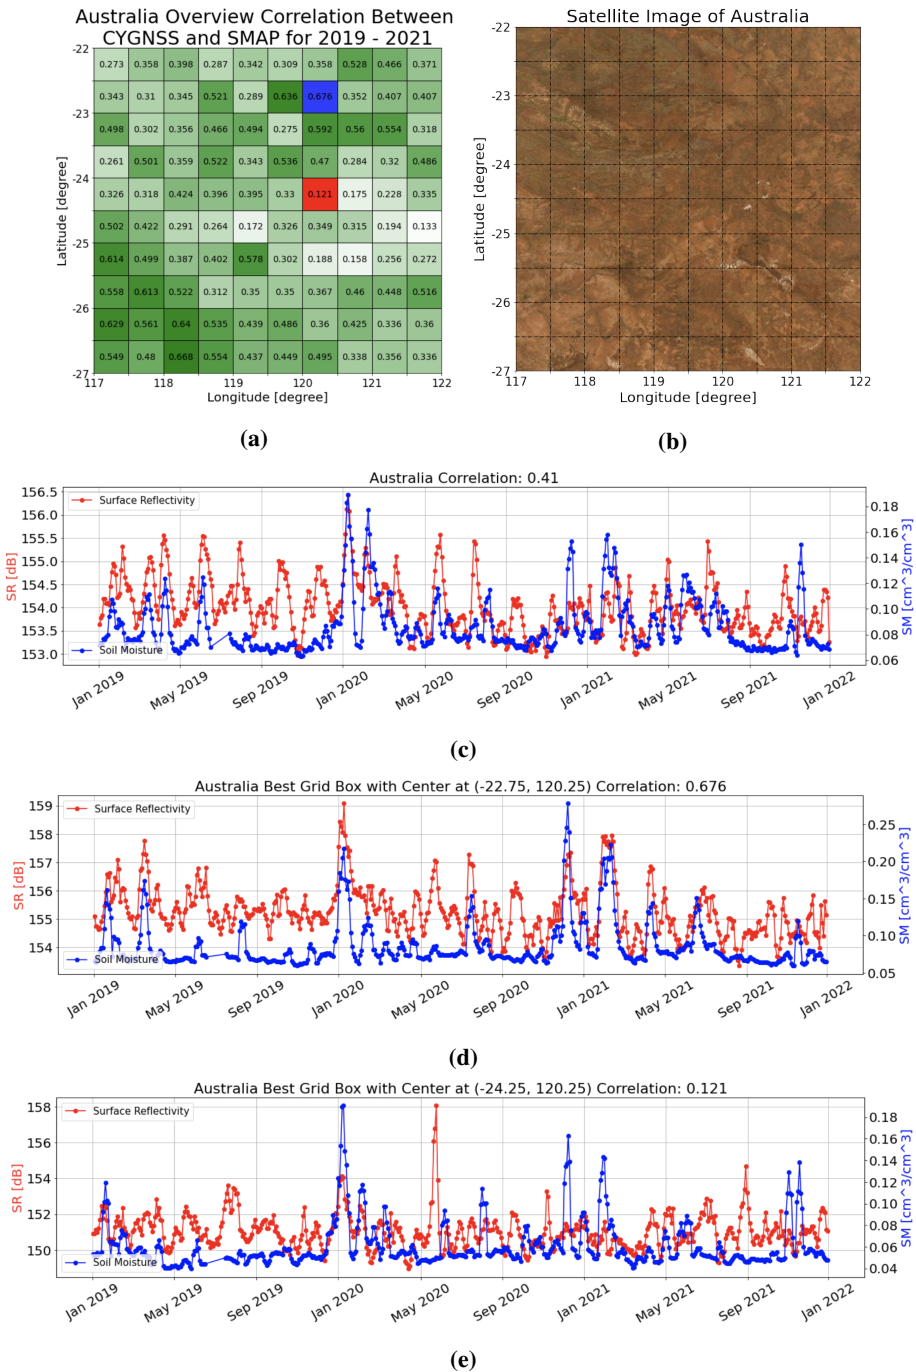 Australia Overview Correlation Between
CYGNSS and SMAP for 2019 - 2021
-22
0.273 0.358 0.398 0.287 0.342 0.309 0.358 0.528 0.466 0.371
0.343 0.31 0.345 0.521 0.289 0.636 0.676 0.352 0.407 0.407
-23
0.498 0.302 0.356 0.466 0.494 0.275 0.592 0.56 0.554 0.318
0.261 0.501 0.359 0.522 0.343 0.536 0.47 0.284 0.32 0.486
-24
0.326 0.318 0.424 0.396 0.395 0.33 0.121 0.175 0.228 0.335
0.502 0.422 0.291 0.264 0.172 0.326 0.349 0.315 0.194 0.133
-25
0.614 0.499 0.387 0.402 0.578 0.302 0.188 0.158 0.256 0.272
0.558 0.613 0.522 0.312 0.35 0.35 0.367 0.46 0.448 0.516
-26
0.629 0.561 0.64 0.535 0.439 0.486 0.36 0.425 0.336 0.36
0.549 0.48 0.668 0.554 0.437 0.449 0.495 0.338 0.356 0.336
-27
117 118 119 120 121 122
Latitude [degree]
Longitude [degree]
(a)
Satellite Image of Australia
-22
-23
-24
-25
-26
-27
117 118 119 120 121 122
Latitude [degree]
Longitude [degree]
(b)
Australia Correlation: 0.41
Surface Reflectivity
Soil Moisture
156.5
156.0
155.5
155.0
154.5
154.0
153.5
153.0
SR [dB]
0.18
0.16
0.14
0.12
0.10
0.08
0.06
SM [cm^3/cm^3]
Jan 2019 May 2019 Sep 2019 Jan 2020 May 2020 Sep 2020 Jan 2021 May 2021 Sep 2021 Jan 2022
(c)
Australia Best Grid Box with Center at (-22.75, 120.25) Correlation: 0.676
Surface Reflectivity
Soil Moisture
159
158
157
156
155
154
SR [dB]
0.25
0.20
0.15
0.10
0.05
SM [cm^3/cm^3]
Jan 2019 May 2019 Sep 2019 Jan 2020 May 2020 Sep 2020 Jan 2021 May 2021 Sep 2021 Jan 2022
(d)
Australia Best Grid Box with Center at (-24.25, 120.25) Correlation: 0.121
Surface Reflectivity
Soil Moisture
158
156
154
152
150
SR [dB]
0.18
0.16
0.14
0.12
0.10
0.08
0.06
0.04
SM [cm^3/cm^3]
Jan 2019 May 2019 Sep 2019 Jan 2020 May 2020 Sep 2020 Jan 2021 May 2021 Sep 2021 Jan 2022
(e)